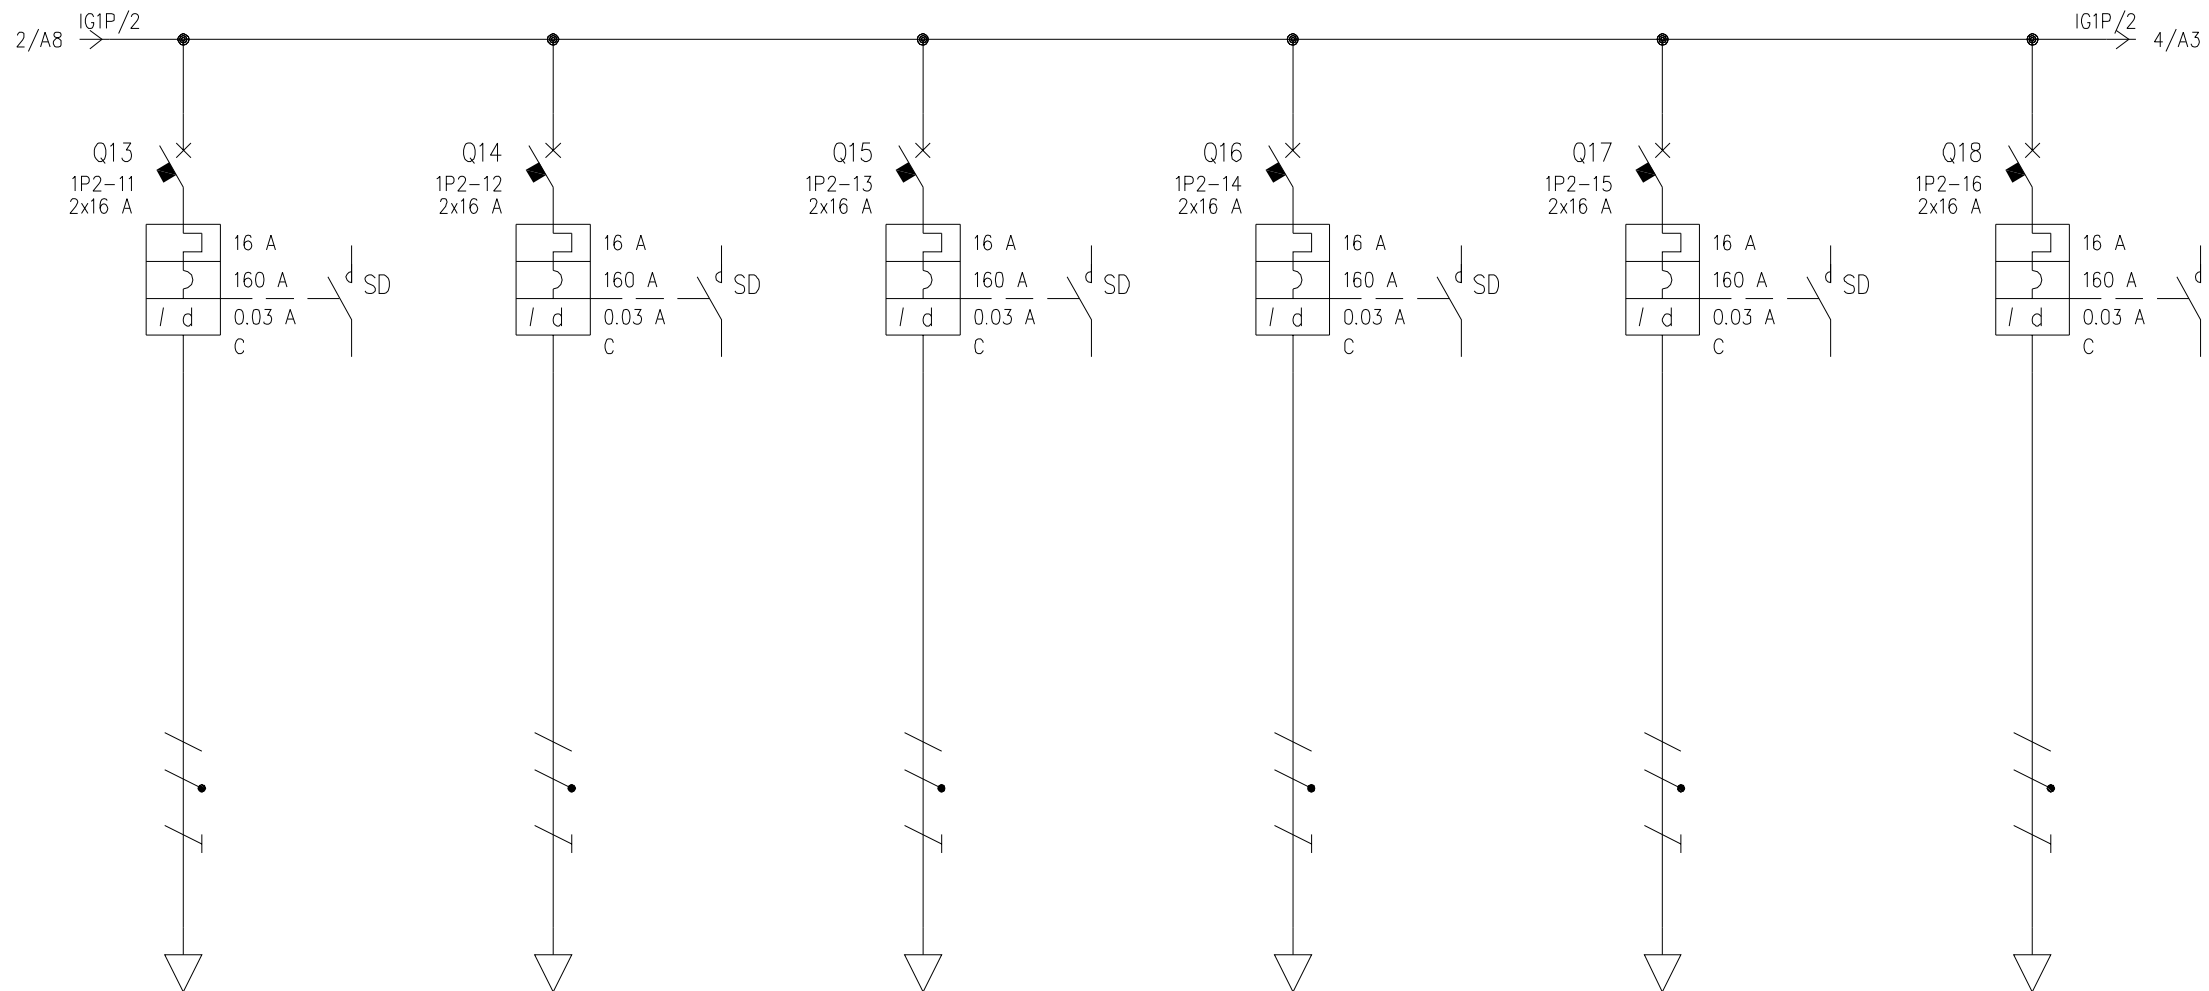 IG1P/2
IG1P/2
2/A8
4/A3
Q13
1P2-11
2x16 A
16 A
160 A
SD
I d
0.03 A
C
Q14
1P2-12
2x16 A
16 A
160 A
SD
I d
0.03 A
C
Q15
1P2-13
2x16 A
16 A
160 A
SD
I d
0.03 A
C
Q16
1P2-14
2x16 A
16 A
160 A
SD
I d
0.03 A
C
Q17
1P2-15
2x16 A
16 A
160 A
SD
I d
0.03 A
C
Q18
1P2-16
2x16 A
16 A
160 A
I d
0.03 A
C